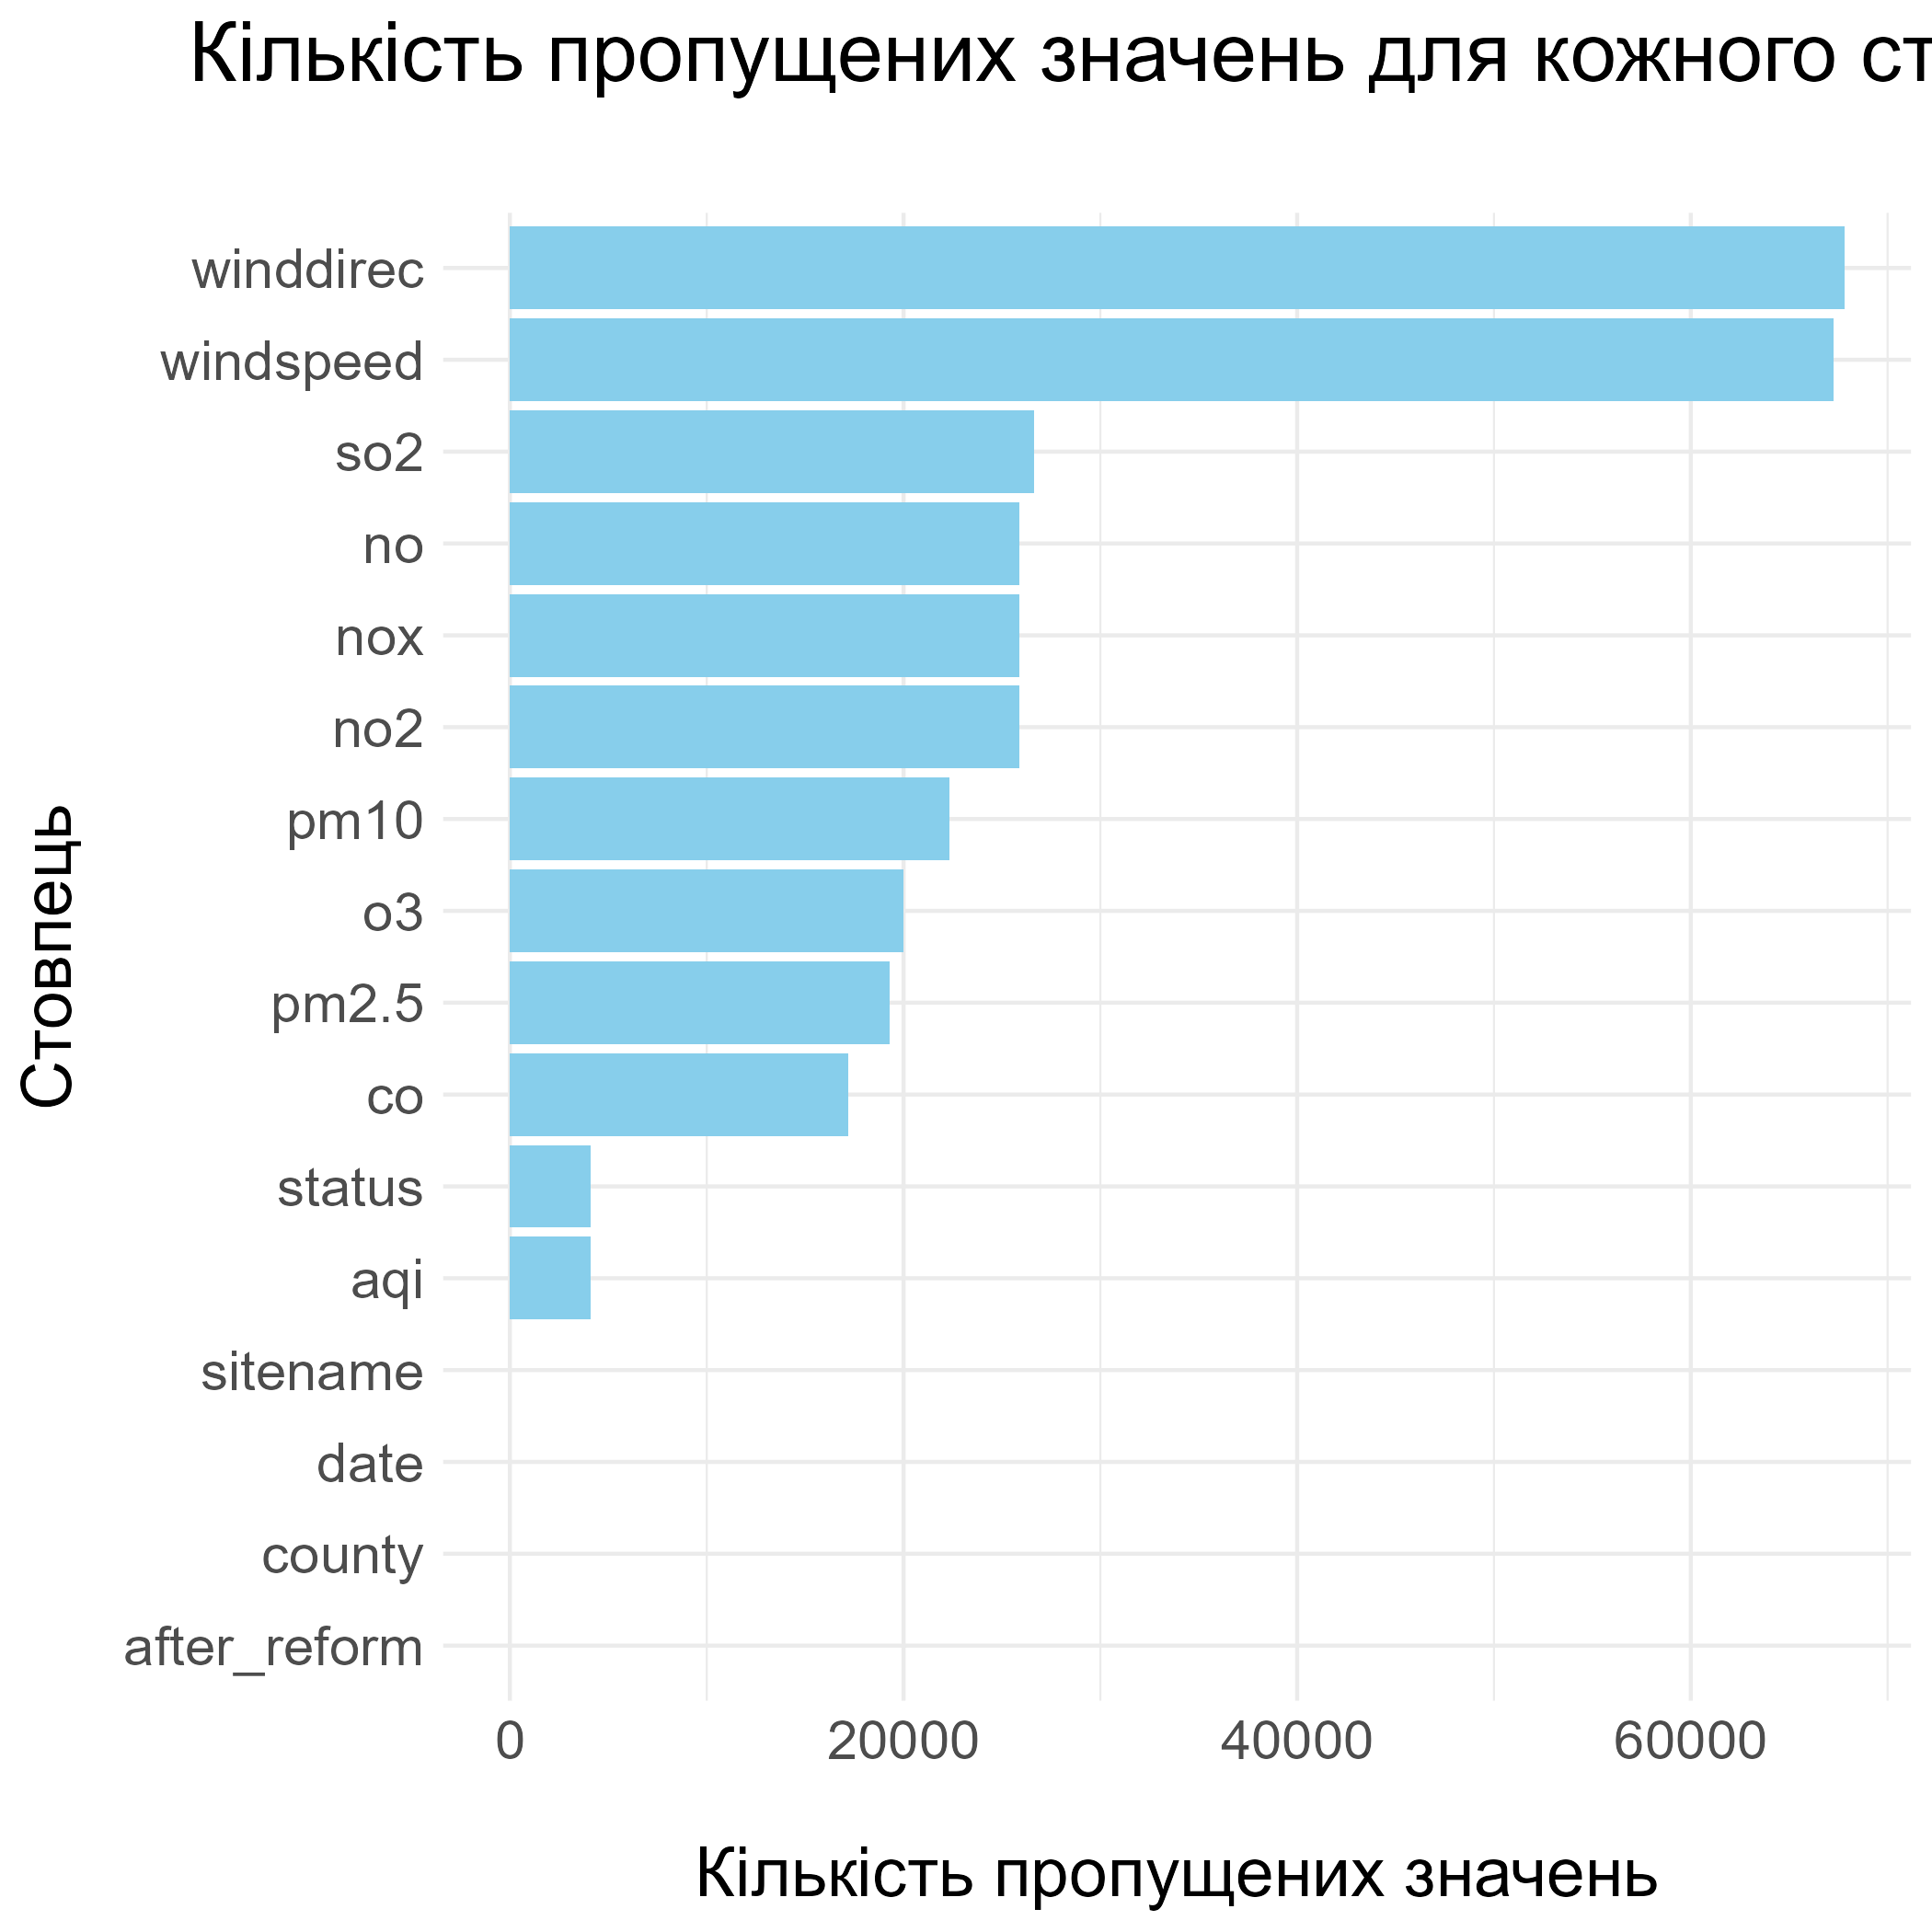 Кількість пропущених значень для кожного ст
winddirec
windspeed
so2
no
nox
no2
pm10
o3
pm2.5
co
status
aqi
sitename
date
county
after_reform
Стовпець
0 20000 40000 60000
Кількість пропущених значень